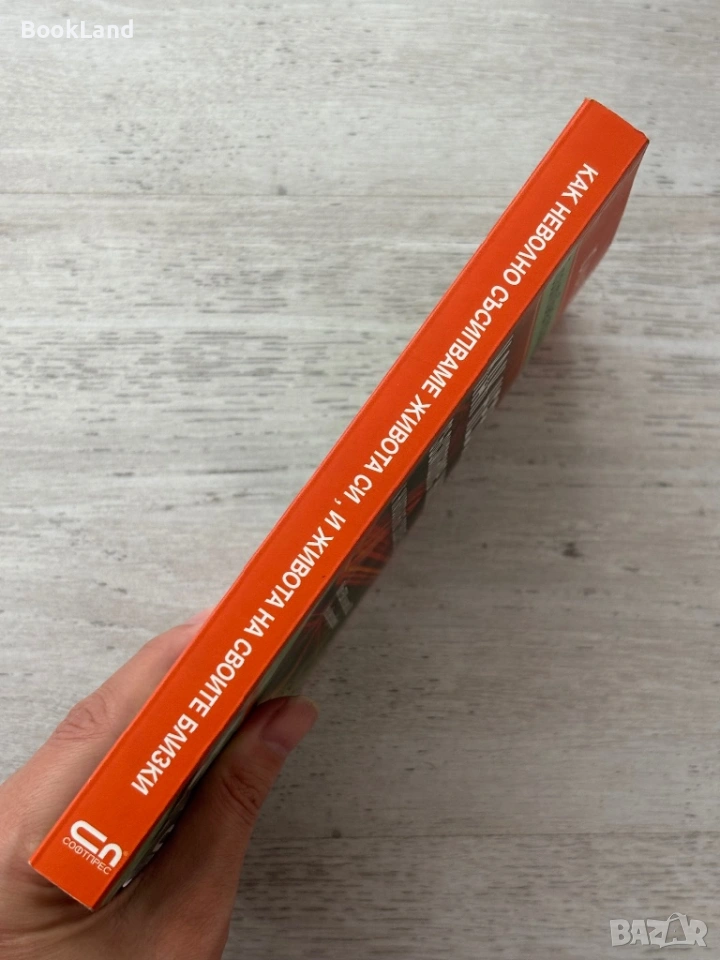 BookLand
КАК НЕВОЛНО СЪСИПВАМЕ ЖИВОТА СИ , И ЖИВОТА НА СВОИТЕ БЛИЗКИ
СОФТПРЕС
BAZAR